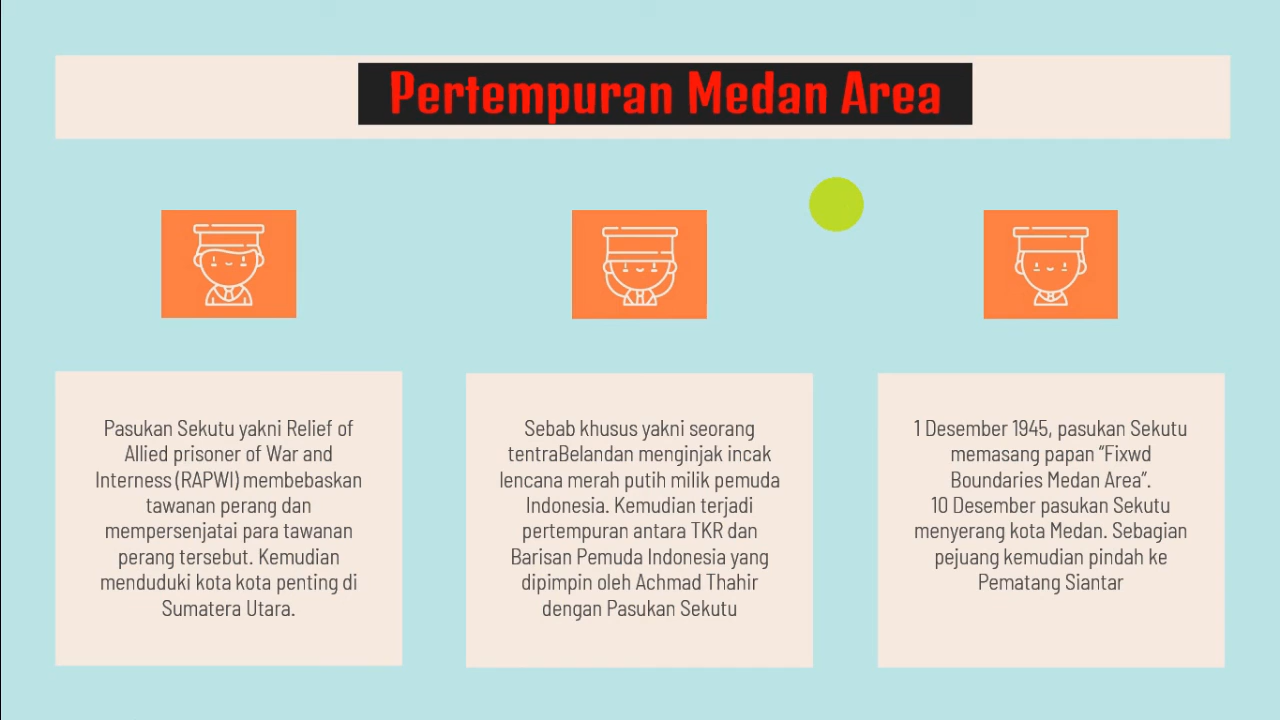 Pertempuran Medan Area
Pasukan Sekutu yakni Relief of
Allied prisoner of War and
Interness (RAPWI) membebaskan
tawanan perang dan
mempersenjatai para tawanan
perang tersebut. Kemudian
menduduki kota kota penting di
Sumatera Utara.
Sebab khusus yakni seorang
tentraBelandan menginjak incak
lencana merah putih milik pemuda
Indonesia. Kemudian terjadi
pertempuran antara TKR dan
Barisan Pemuda Indonesia yang
dipimpin oleh Achmad Thahir
dengan Pasukan Sekutu
1 Desember 1945, pasukan Sekutu
memasang papan “Fixwd
Boundaries Medan Area”.
10 Desember pasukan Sekutu
menyerang kota Medan. Sebagian
pejuang kemudian pindah ke
Pematang Siantar